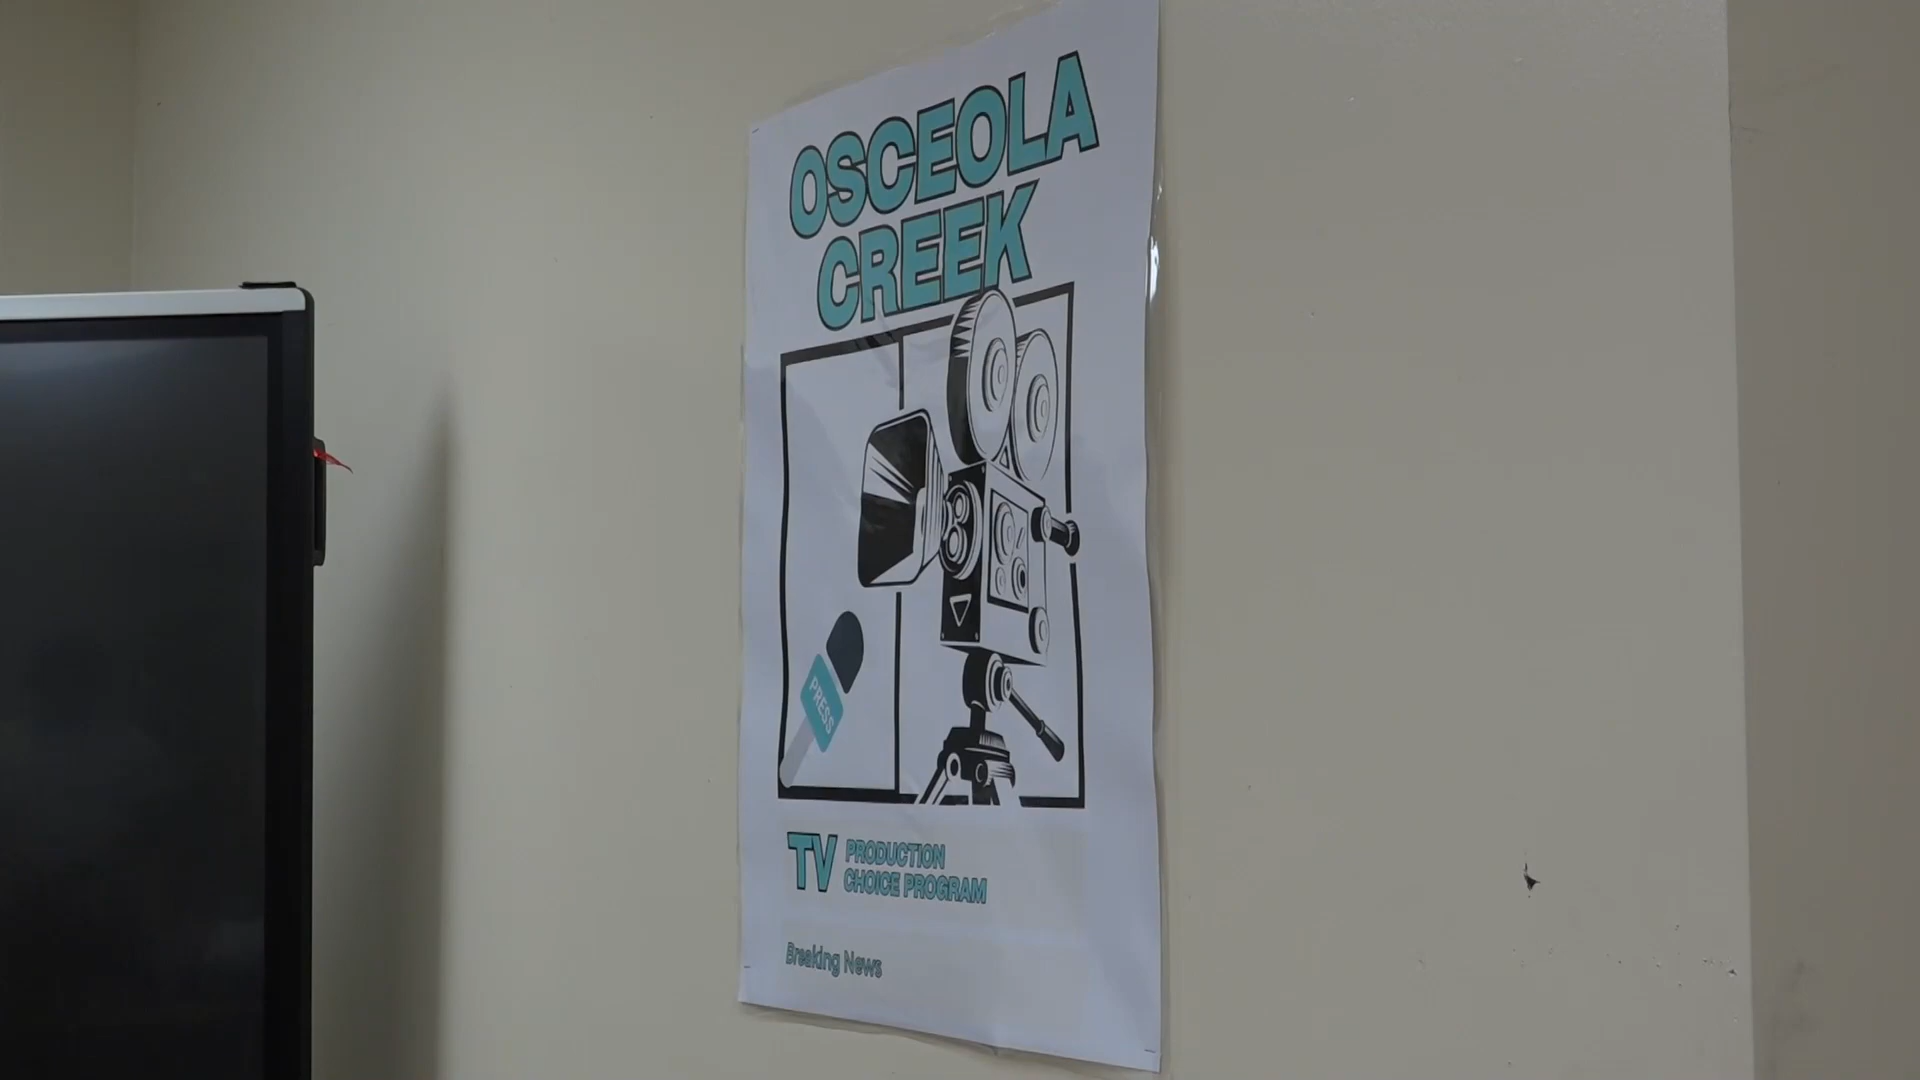 OSCEOLA
CREEK
PRESS
TV PRODUCTION
CHOICE PROGRAM
Breaking News